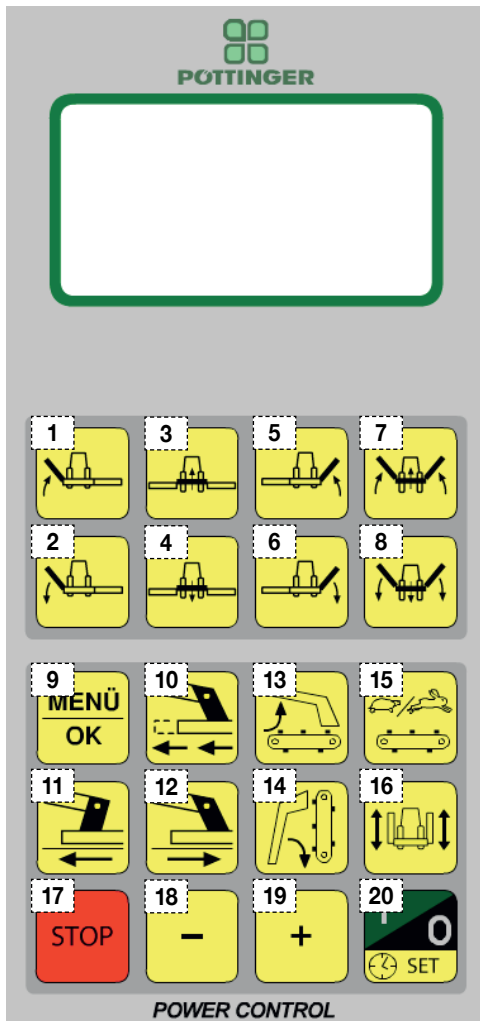 PÖTTINGER
1 3 5 7
2 4 6 8
9 10 13 15
MENÜ
OK
11 12 14 16
17 18 19 20
STOP - + I 0
SET
POWER CONTROL